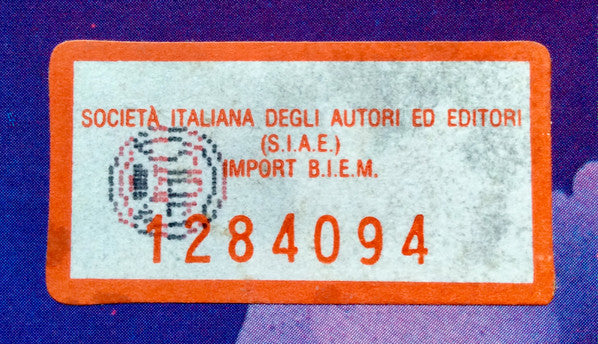 SOCIETÀ ITALIANA DEGLI AUTORI ED EDITORI
(S.I.A.E.)
IMPORT B.I.E.M.
1284094